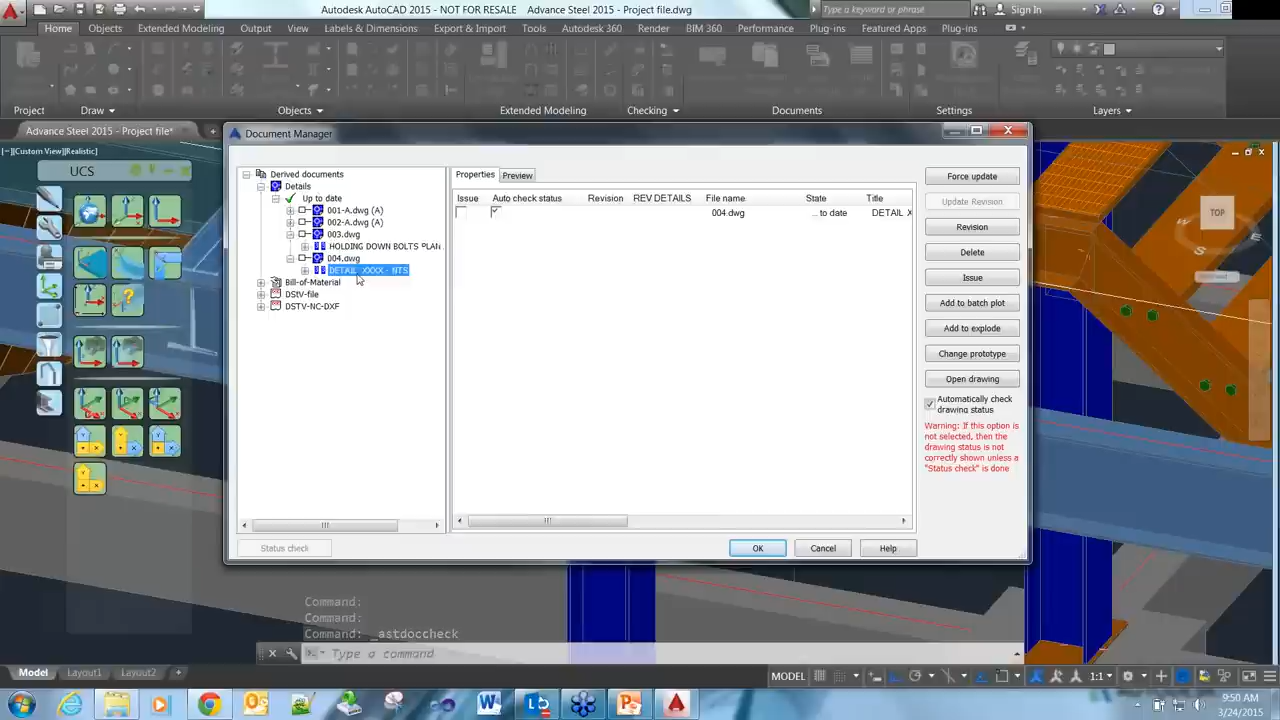 Autodesk AutoCAD 2015 - NOT FOR RESALE    Advance Steel 2015 - Project file.dwg
Type a keyword or phrase
Sign In
Home Objects Extended Modeling Output View Labels & Dimensions Export & Import Tools Autodesk 360 Render BIM 360 Performance Plug-ins Featured Apps Plug-ins
Project Draw Objects Extended Modeling Checking Documents Settings Layers
Advance Steel 2015 - Project file*
[−][Custom View][Realistic]
UCS
Document Manager
Derived documents
Details
Up to date
001-A.dwg (A)
002-A.dwg (A)
003.dwg
HOLDING DOWN BOLTS PLAN
004.dwg
DETAIL XXXX - NTS
Bill-of-Material
DStV-file
DSTV-NC-DXF
Status check
Properties Preview
Issue Auto check status Revision REV DETAILS File name State Title
004.dwg ... to date DETAIL X
Force update
Update Revision
Revision
Delete
Issue
Add to batch plot
Add to explode
Change prototype
Open drawing
Automatically check
drawing status
Warning: If this option is
not selected, then the
drawing status is not
correctly shown unless a
"Status check" is done
OK Cancel Help
TOP
S
E
Command:
Command:
Command: _astdoccheck
Type a command
Model Layout1 Layout2 +
MODEL 1:1
9:50 AM
3/24/2015